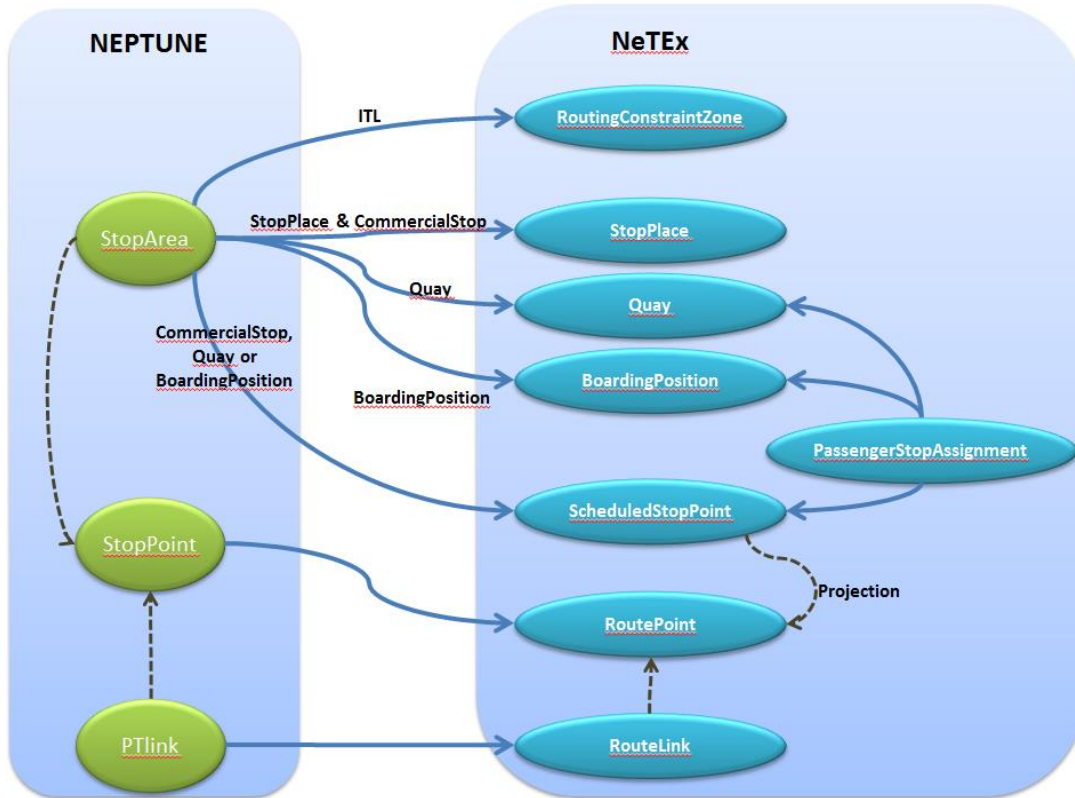 NEPTUNE
NeTEx
ITL
RoutingConstraintZone
StopArea
StopPlace & CommercialStop
StopPlace
Quay
Quay
CommercialStop,
Quay or
BoardingPosition
BoardingPosition
BoardingPosition
PassengerStopAssignment
ScheduledStopPoint
StopPoint
Projection
RoutePoint
PTlink
RouteLink